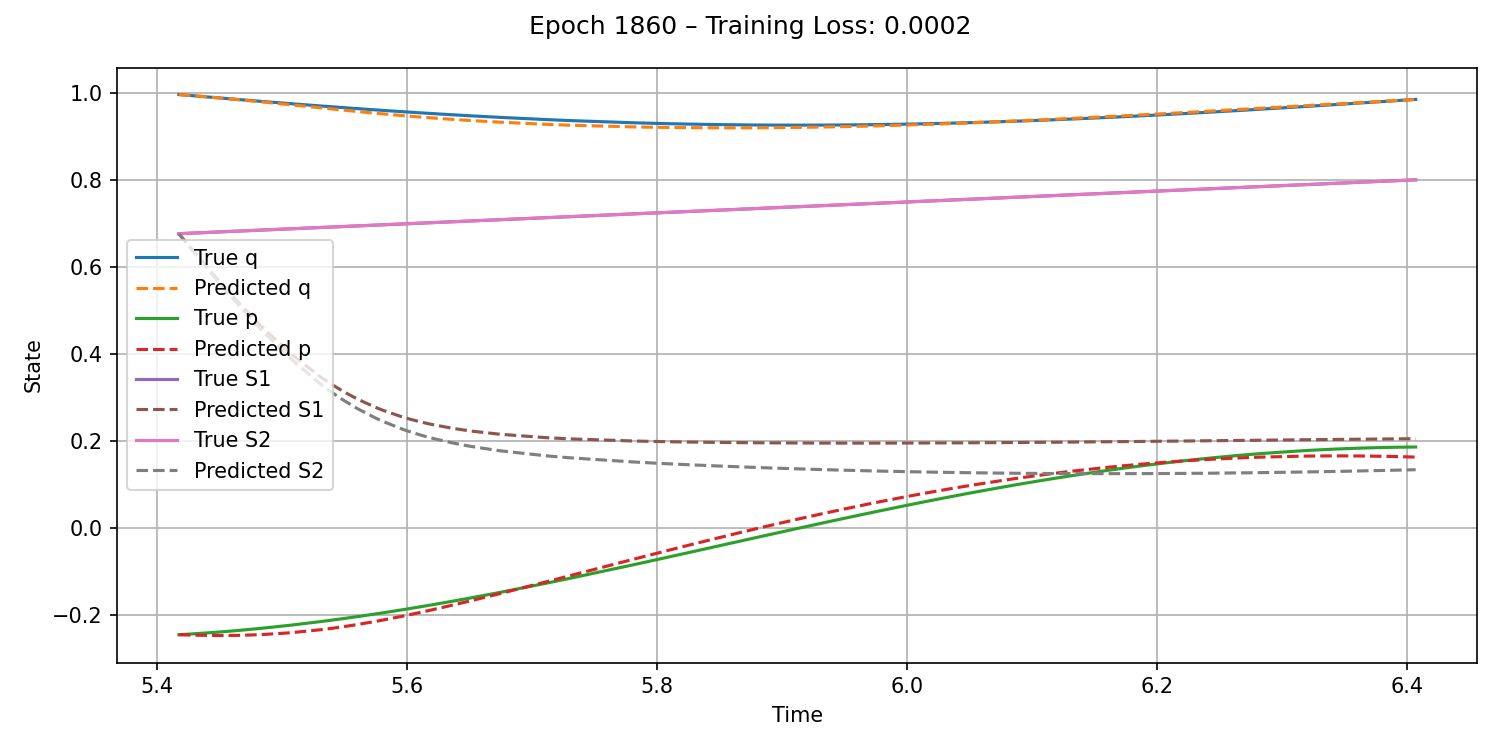 Epoch 1860 – Training Loss: 0.0002
1.0
0.8
0.6
0.4
0.2
0.0
−0.2
State
True q
Predicted q
True p
Predicted p
True S1
Predicted S1
True S2
Predicted S2
5.4 5.6 5.8 6.0 6.2 6.4
Time